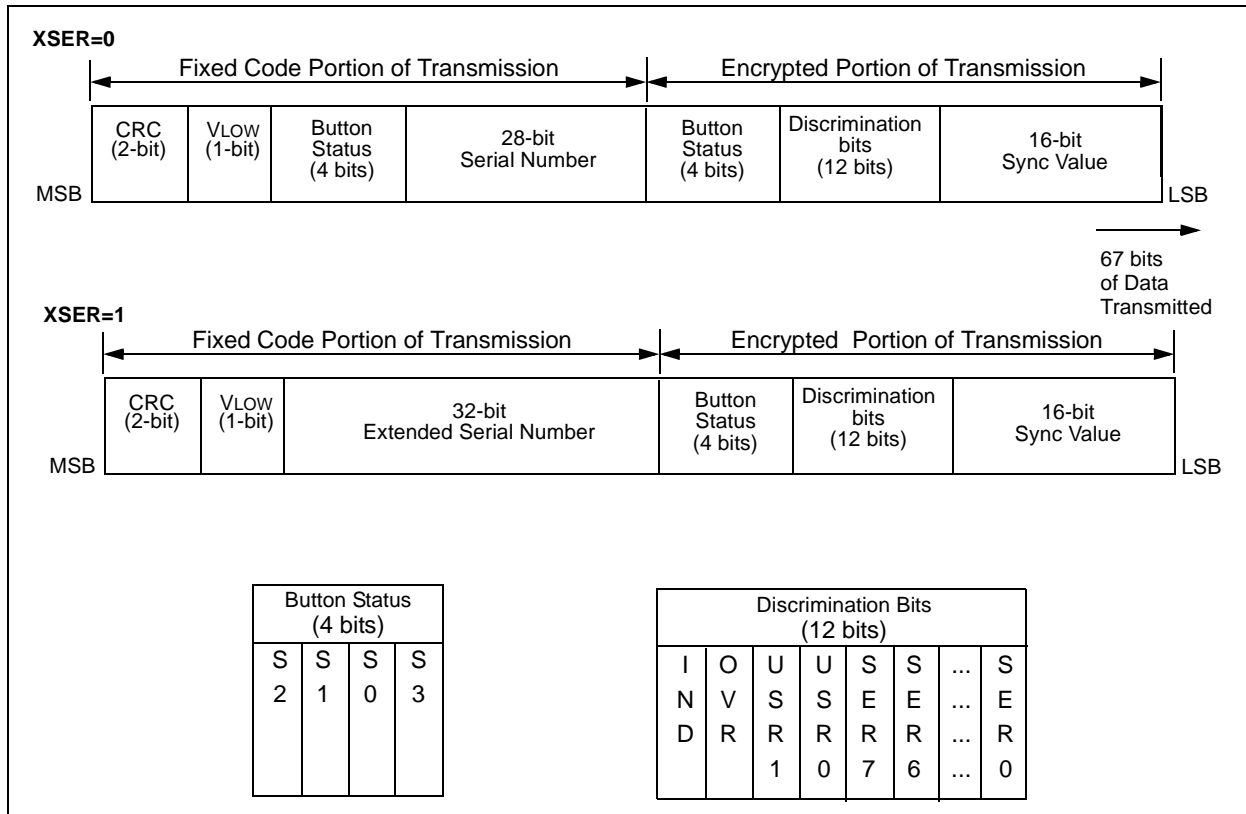 XSER=0
Fixed Code Portion of Transmission
Encrypted Portion of Transmission
CRC
(2-bit)
VLOW
(1-bit)
Button
Status
(4 bits)
28-bit
Serial Number
Button
Status
(4 bits)
Discrimination
bits
(12 bits)
16-bit
Sync Value
MSB
LSB
67 bits
of Data
Transmitted
XSER=1
Fixed Code Portion of Transmission
Encrypted Portion of Transmission
CRC
(2-bit)
VLOW
(1-bit)
32-bit
Extended Serial Number
Button
Status
(4 bits)
Discrimination
bits
(12 bits)
16-bit
Sync Value
MSB
LSB
Button Status
(4 bits)
S S S S
2 1 0 3
Discrimination Bits
(12 bits)
I O U U S S ... S
N V S S E E ... E
D R R R R R ... R
1 0 7 6 ... 0